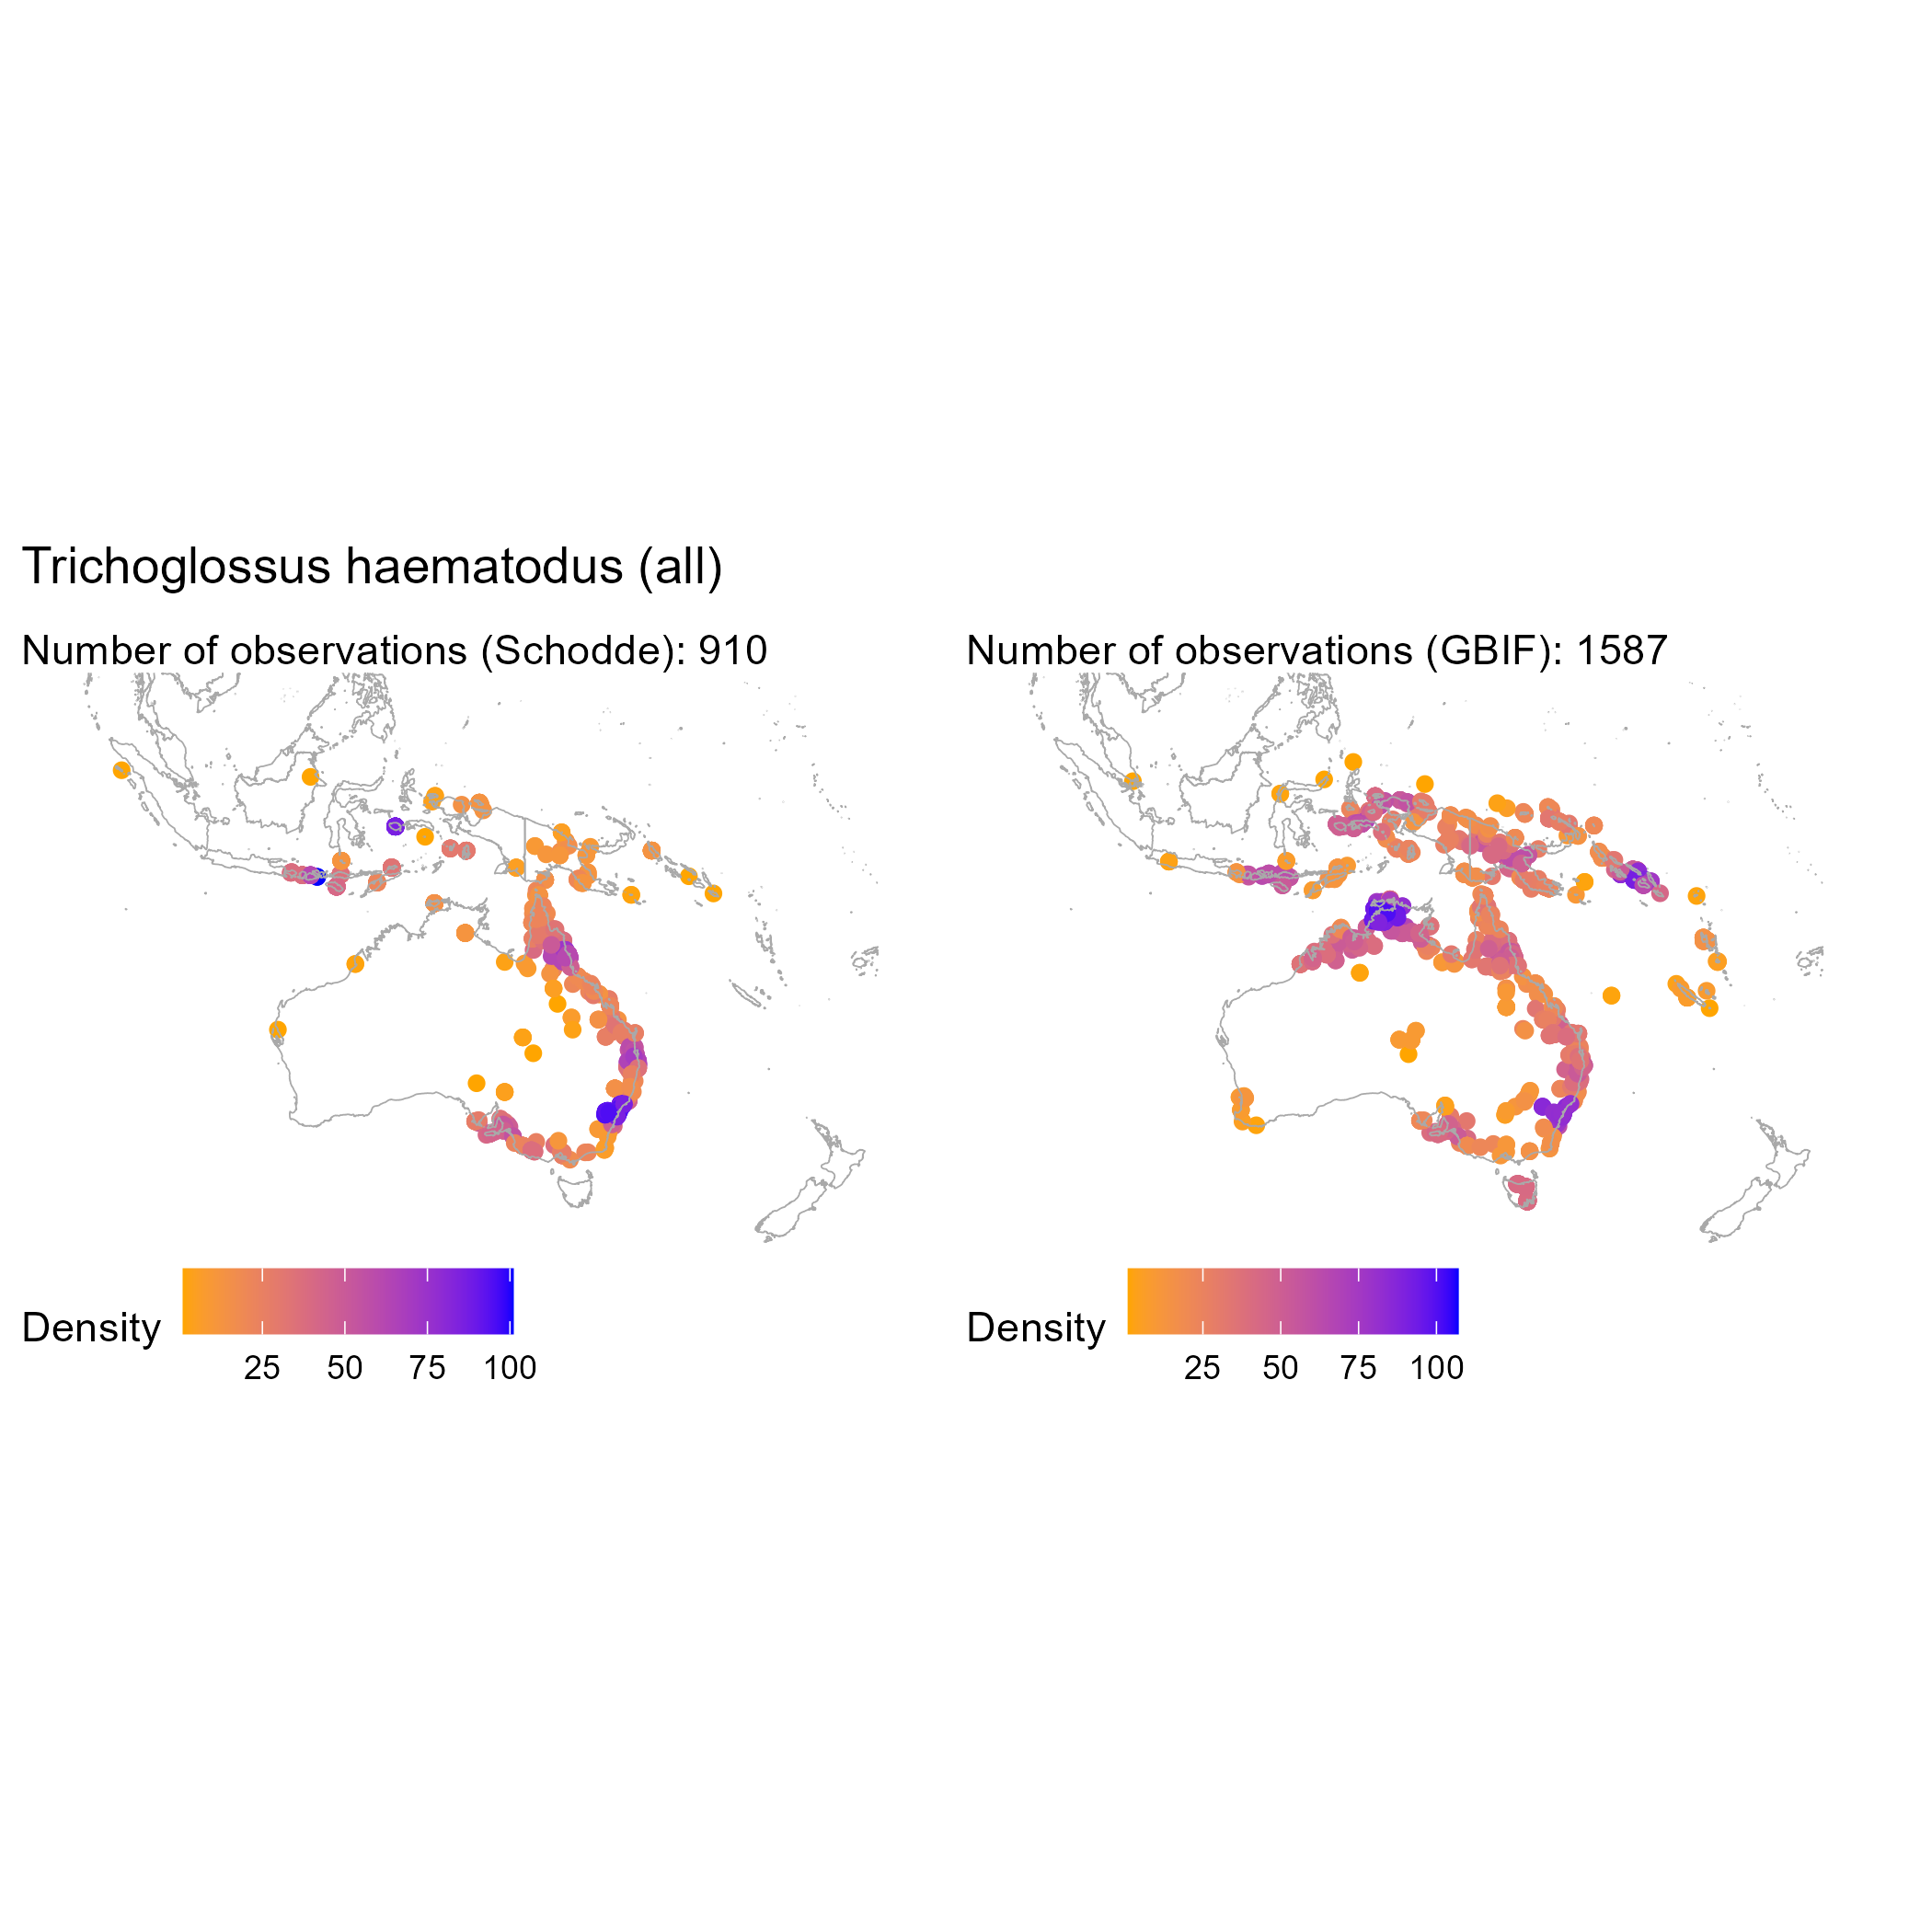 Trichoglossus haematodus (all)
Number of observations (Schodde): 910
Number of observations (GBIF): 1587
Density
25 50 75 100
Density
25 50 75 100